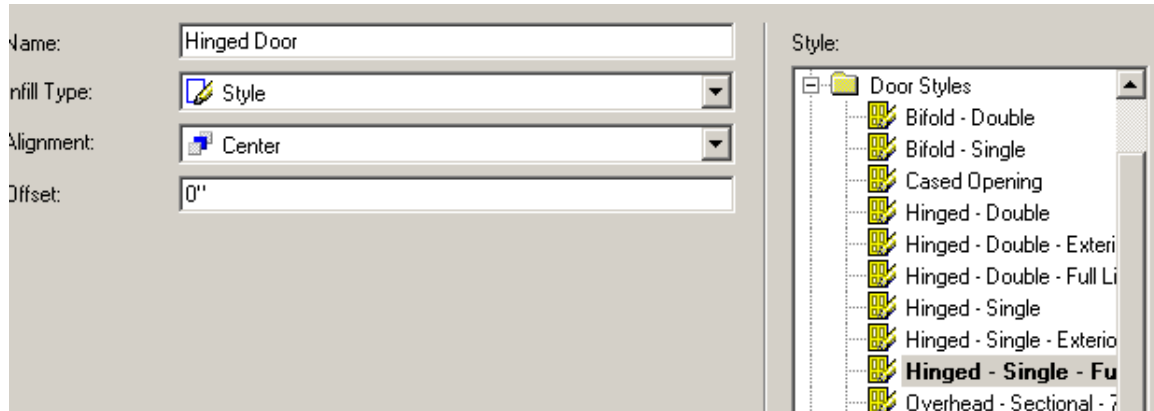 Name:
Hinged Door
Infill Type:
Style
Alignment:
Center
Offset:
0"
Style:
Door Styles
Bifold - Double
Bifold - Single
Cased Opening
Hinged - Double
Hinged - Double - Exteri
Hinged - Double - Full Li
Hinged - Single
Hinged - Single - Exterio
Hinged - Single - Fu
Overhead - Sectional - 7